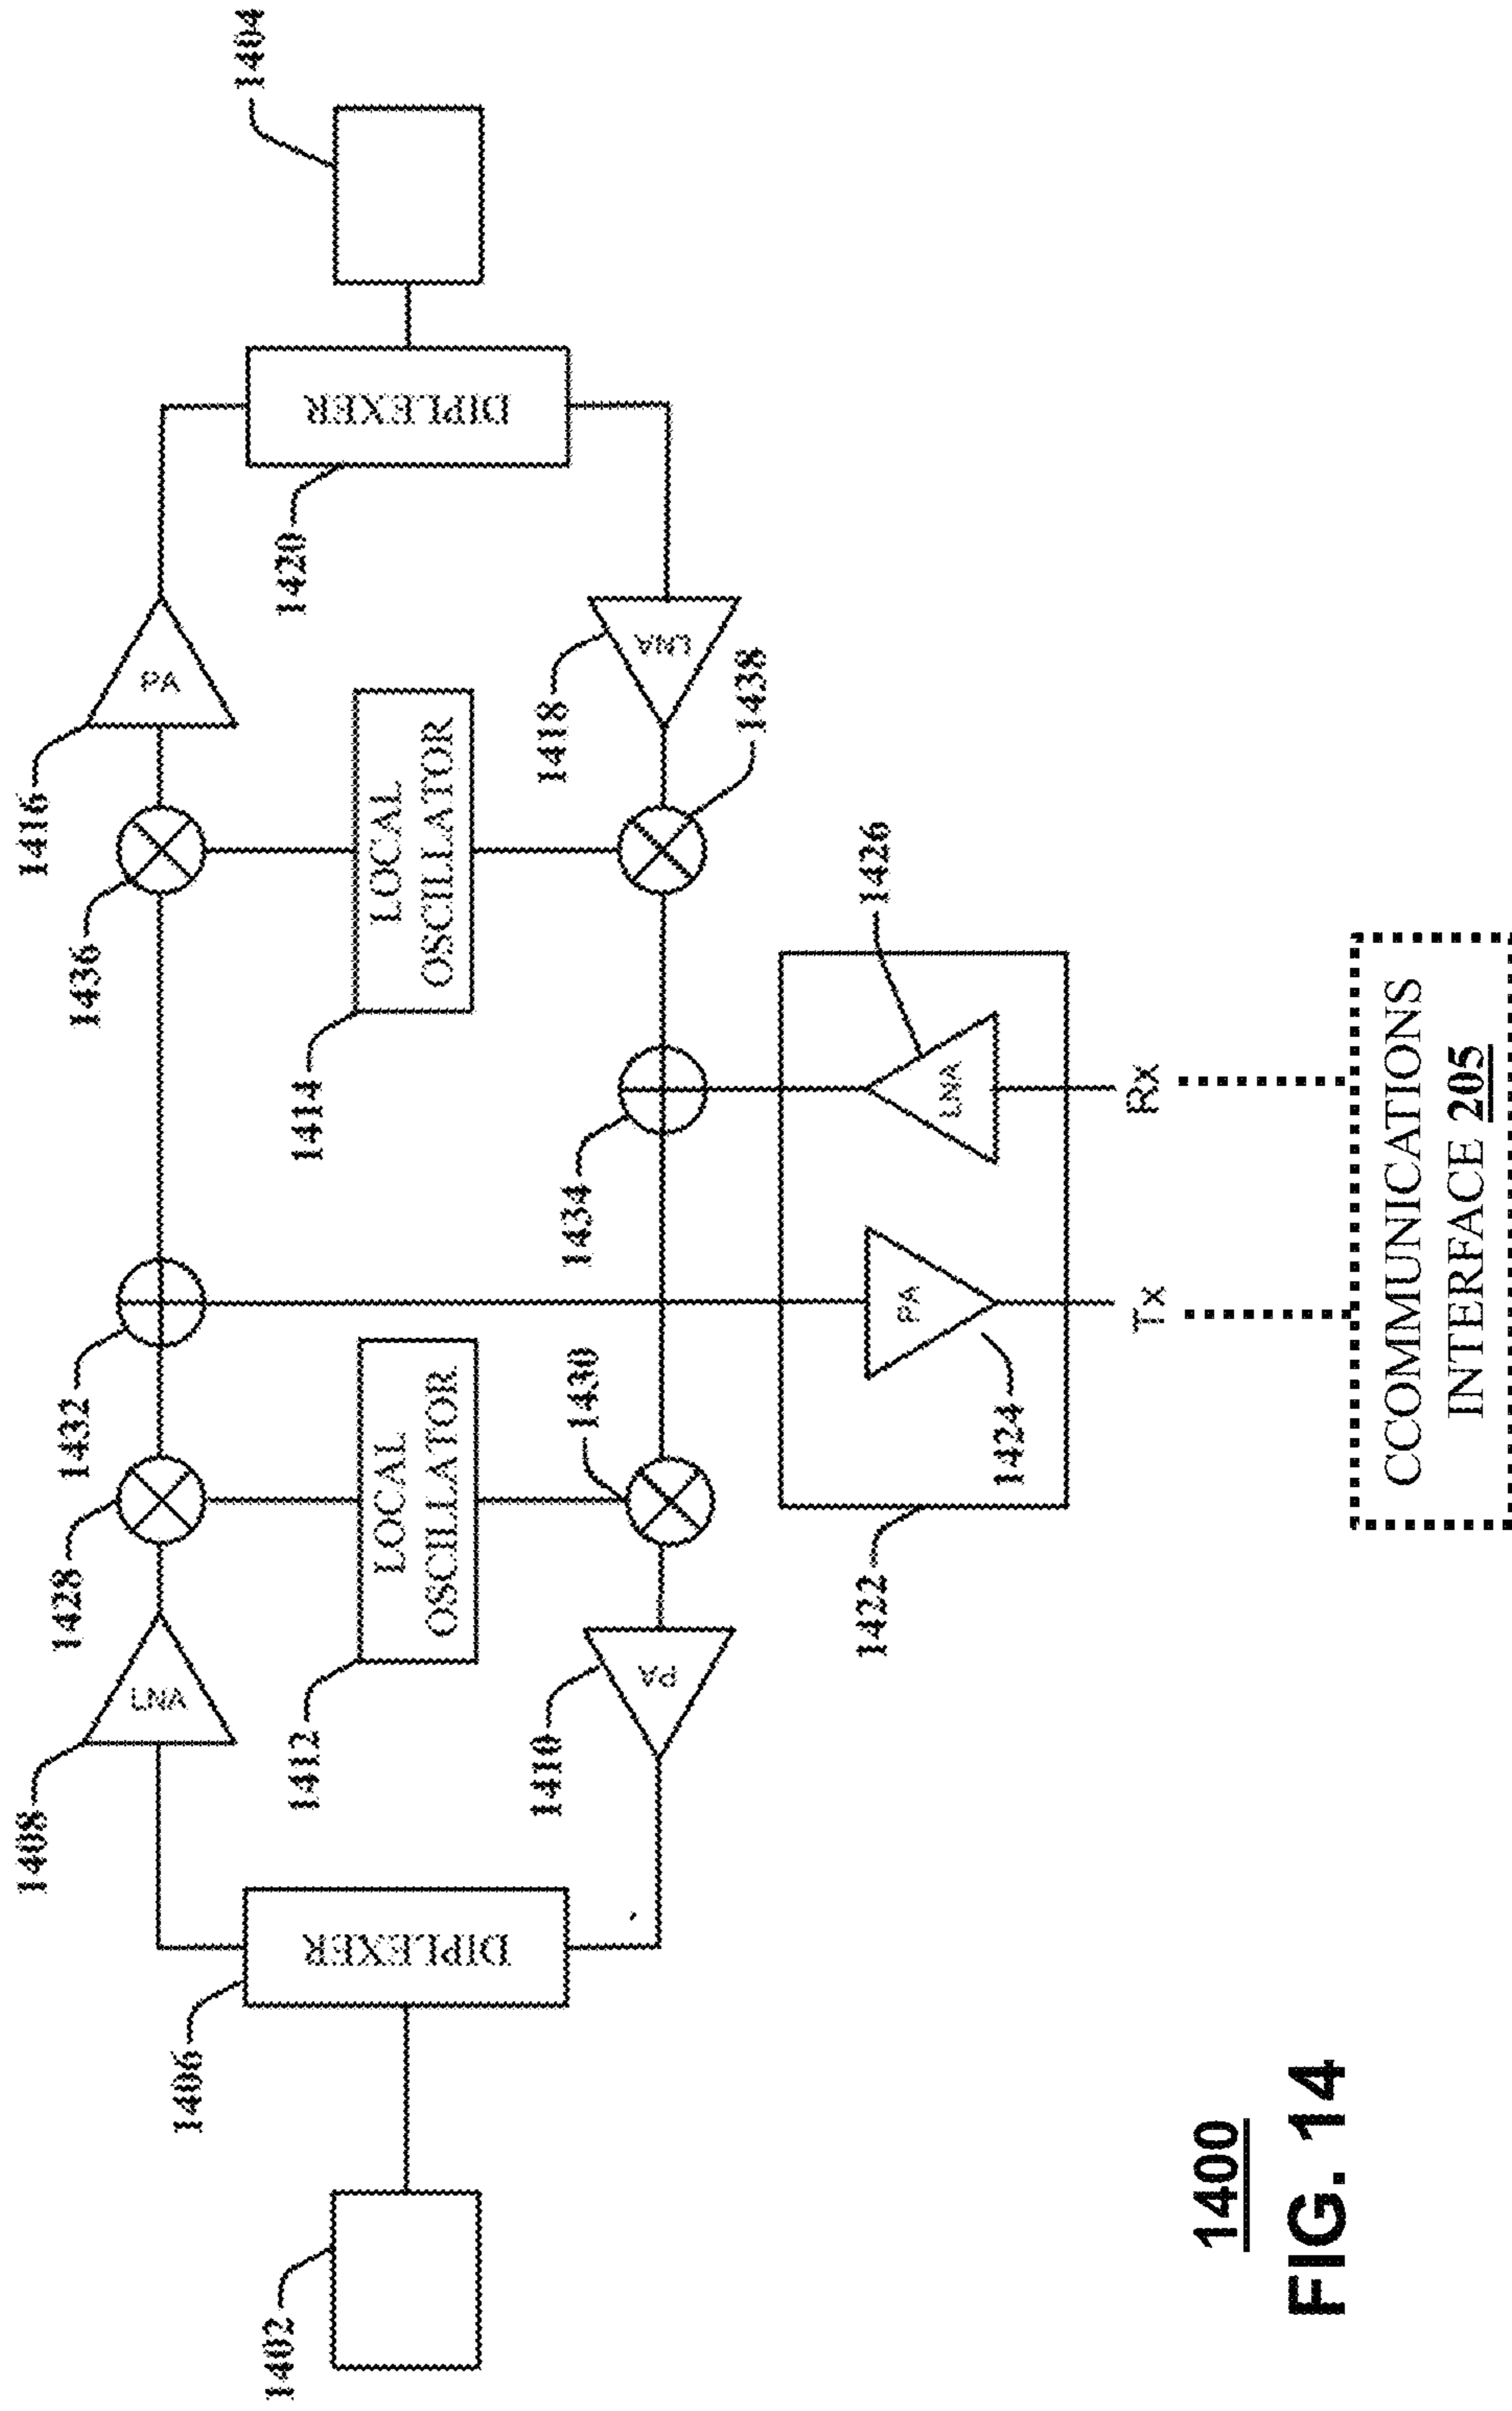 1402
1406
DIPLEXER
1408
LNA
1428
1432
1436
1416
PA
1412
LOCAL
OSCILLATOR
1414
LOCAL
OSCILLATOR
1420
DIPLEXER
1404
1410
PA
1430
1434
1418
LNA
1438
1422
1424
PA
LNA
1426
Tx
Rx
CCOMMUNICATIONS
INTERFACE 205
1400
FIG. 14